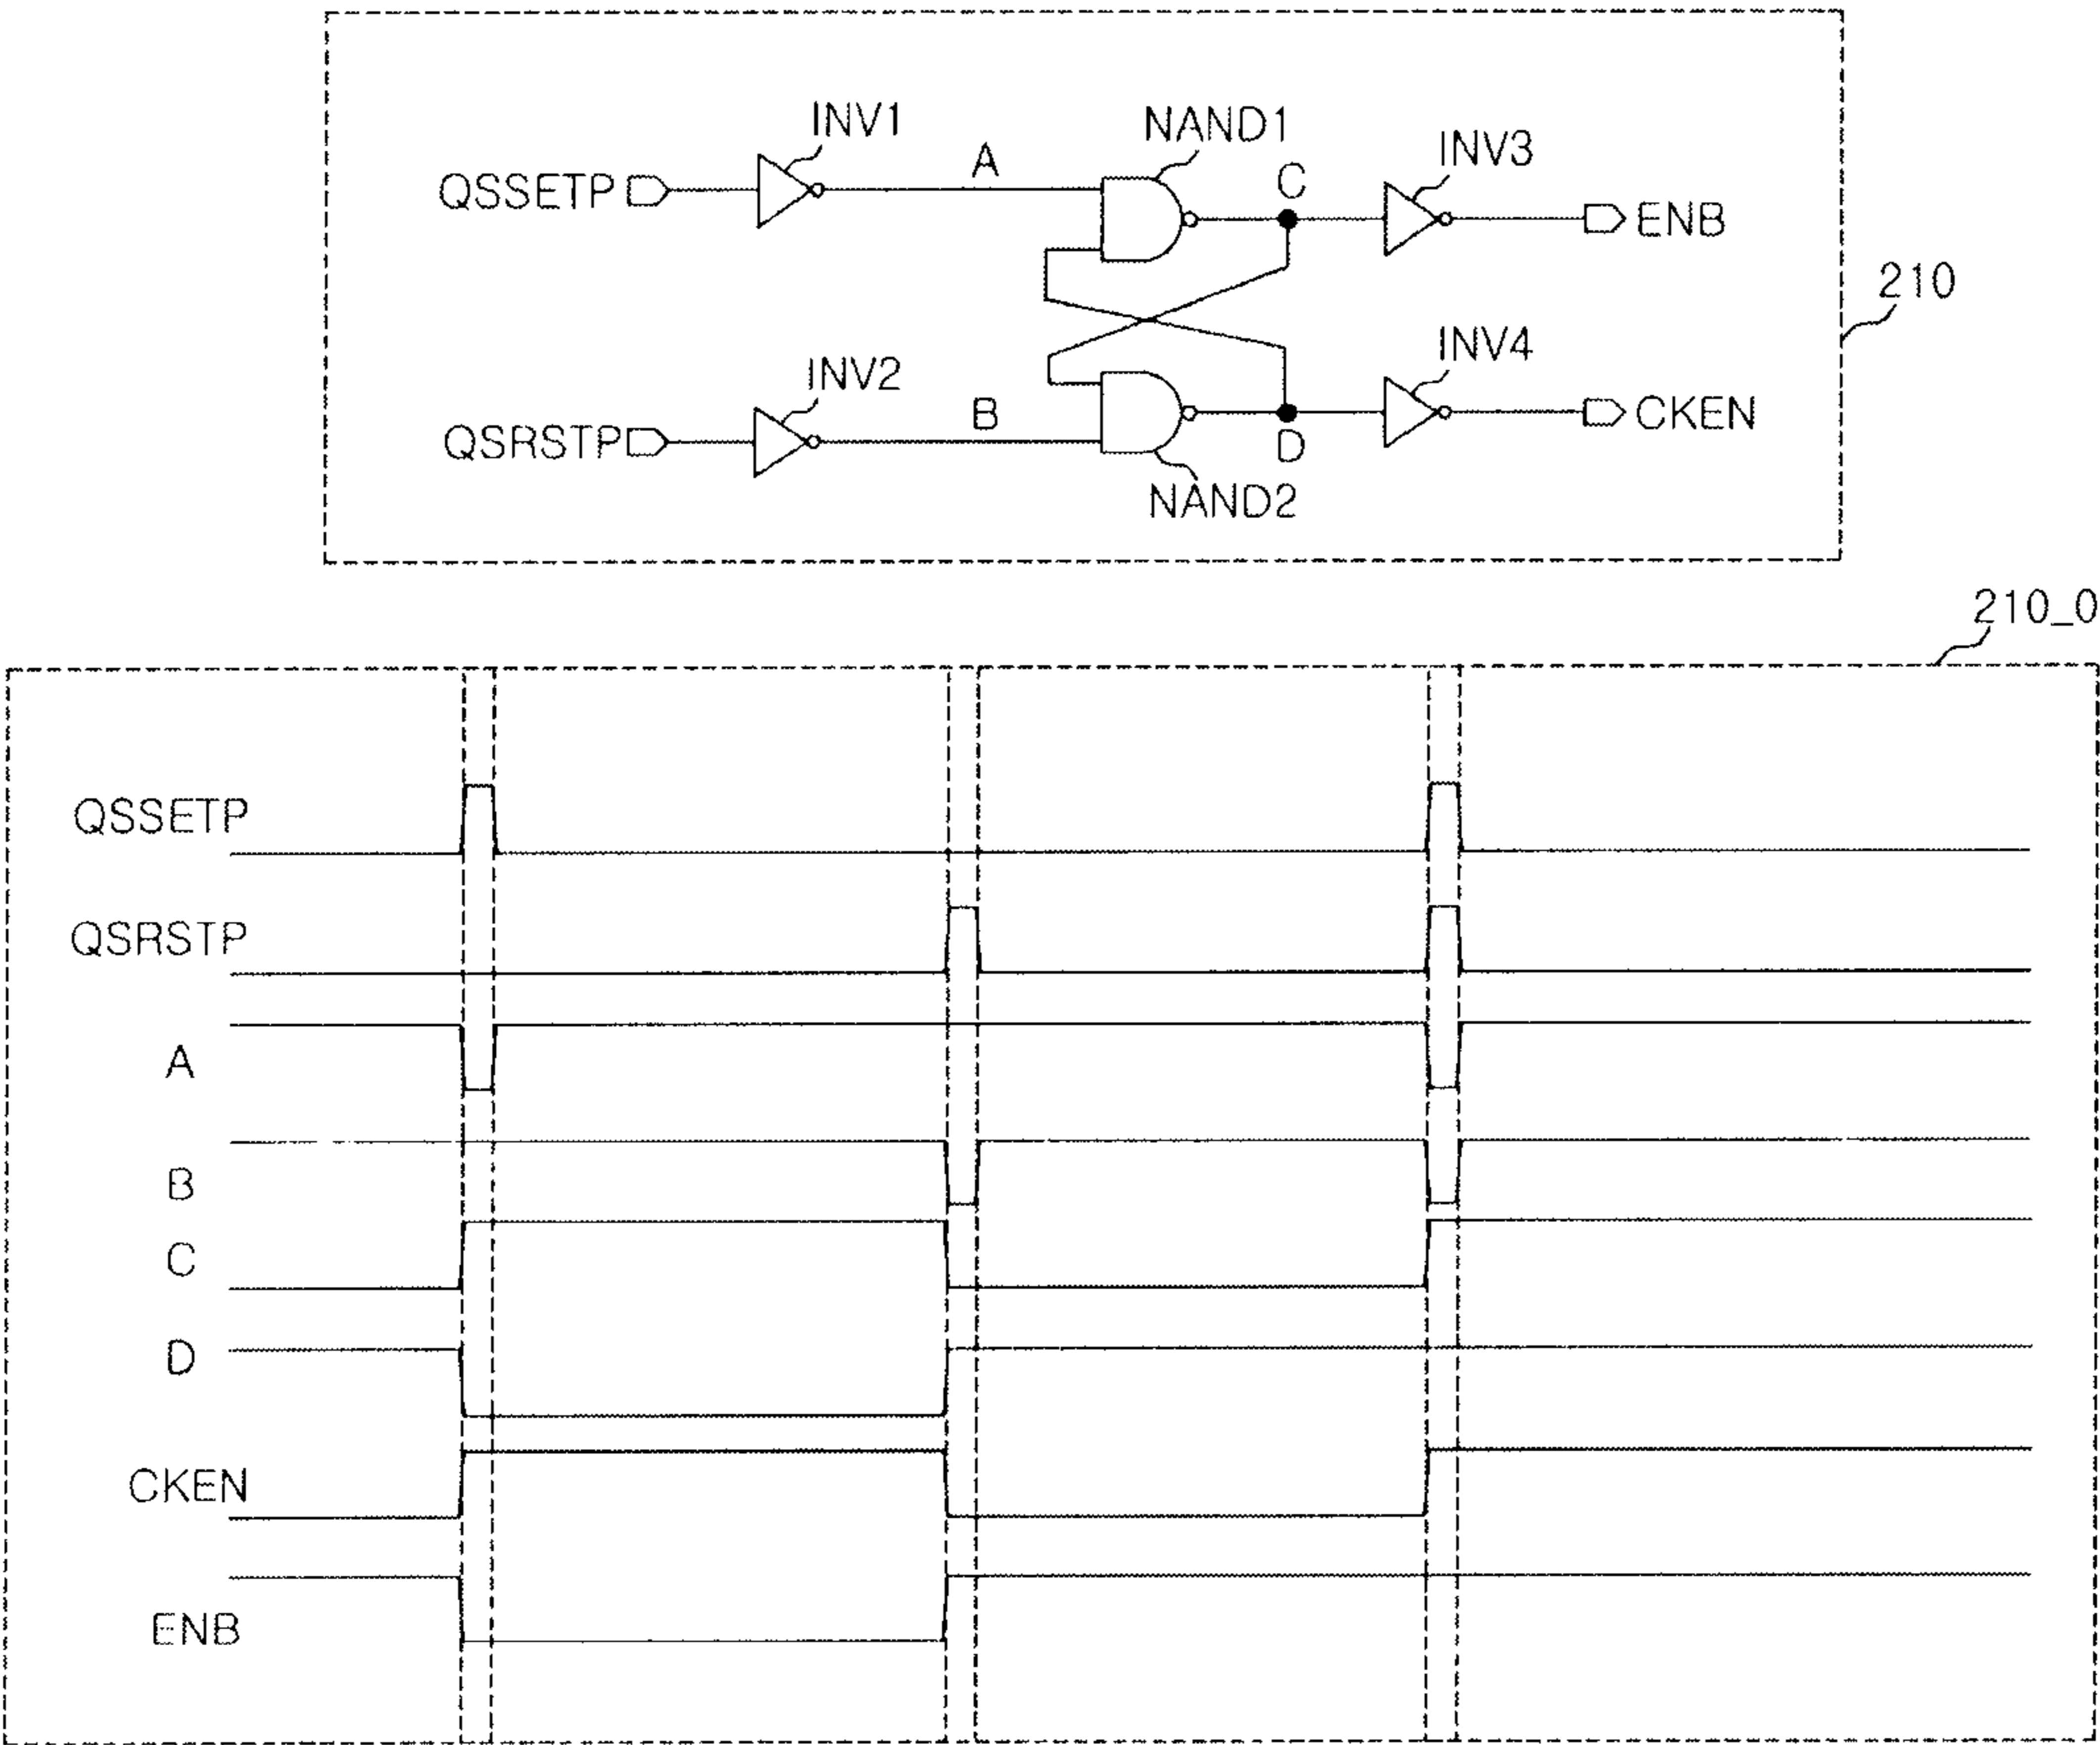 INV1
NAND1
INV3
QSSETP
A
C
ENB
210
INV2
INV4
B
QSRSTP
D
CKEN
NAND2
210_0
QSSETP
QSRSTP
A
B
C
D
CKEN
ENB